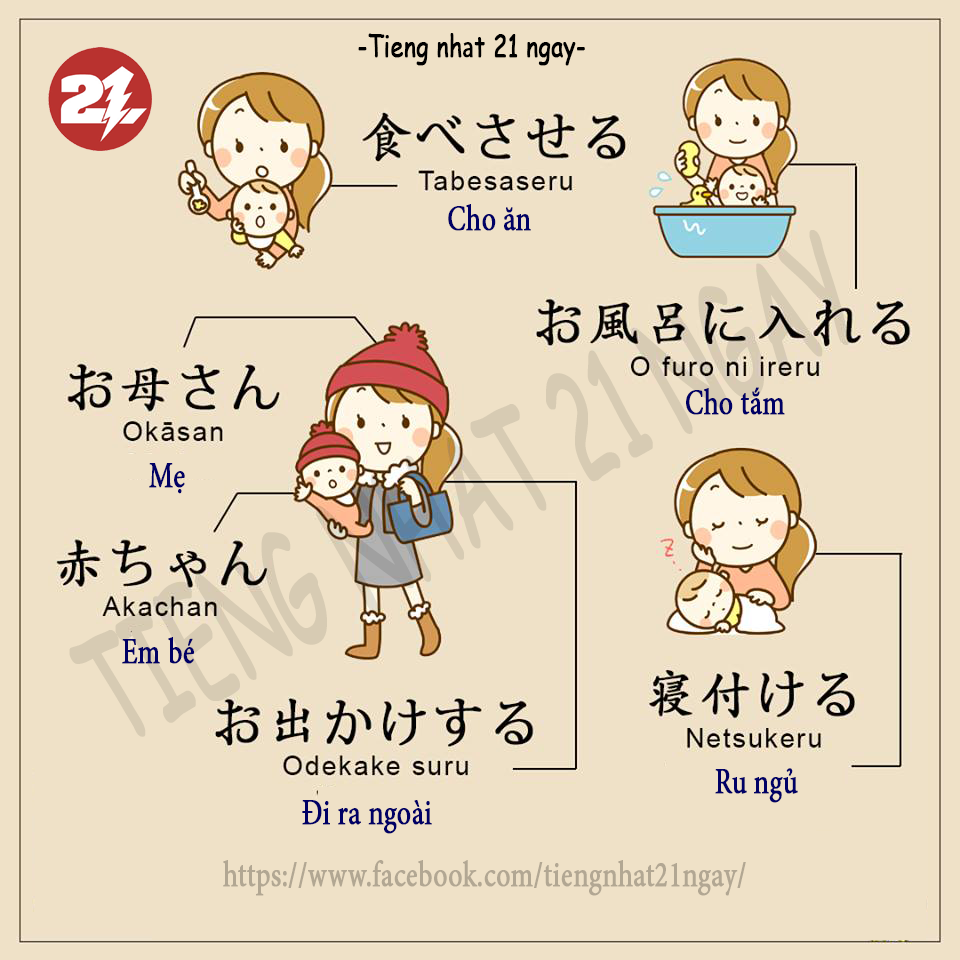 -Tieng nhat 21 ngay-
21
食べさせる
Tabesaseru
Cho ăn
お風呂に入れる
O furo ni ireru
Cho tắm
お母さん
Okāsan
Mẹ
赤ちゃん
Akachan
Em bé
お出かけする
Odekake suru
Đi ra ngoài
Z
寝付ける
Netsukeru
Ru ngủ
TIENG NHAT 21 NGAY
https://www.facebook.com/tiengnhat21ngay/